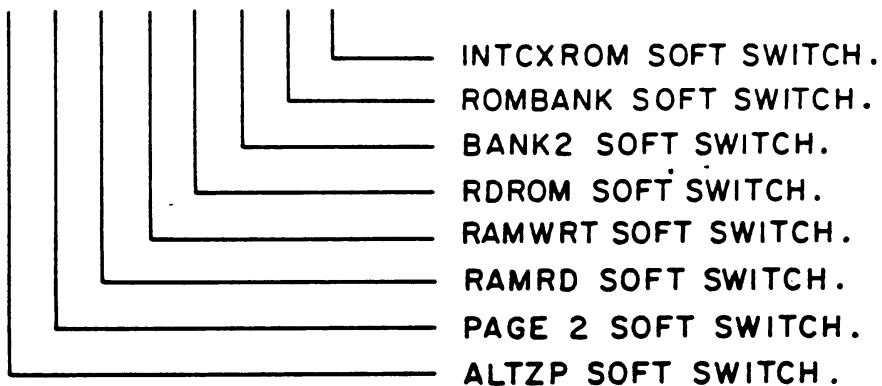 INTCXROM SOFT SWITCH.
ROMBANK SOFT SWITCH.
BANK2 SOFT SWITCH.
RDROM SOFT SWITCH.
RAMWRT SOFT SWITCH.
RAMRD SOFT SWITCH.
PAGE 2 SOFT SWITCH.
ALTZP SOFT SWITCH.